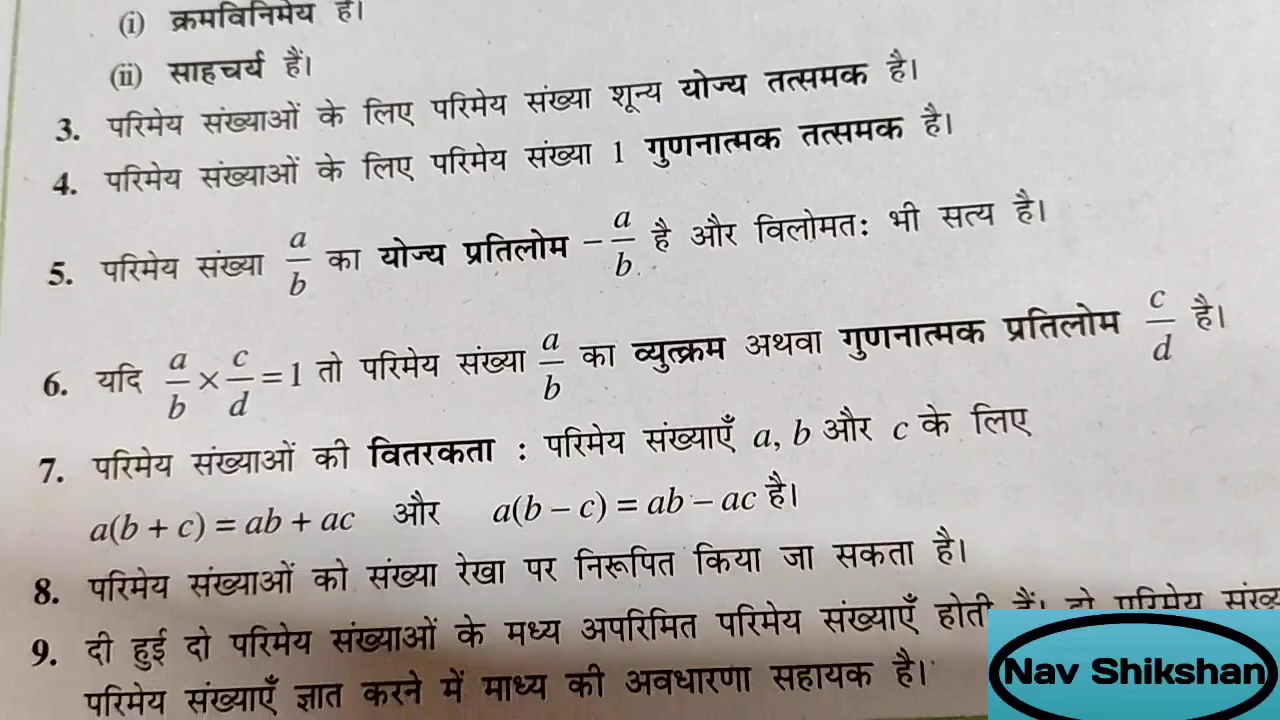 (i) क्रमविनिमेय हैं।
(ii) साहचर्य हैं।
3. परिमेय संख्याओं के लिए परिमेय संख्या शून्य योज्य तत्समक है।
4. परिमेय संख्याओं के लिए परिमेय संख्या 1 गुणनात्मक तत्समक है।
5. परिमेय संख्या a/b का योज्य प्रतिलोम -a/b है और विलोमत: भी सत्य है।
6. यदि a/b × c/d = 1 तो परिमेय संख्या a/b का व्युत्क्रम अथवा गुणनात्मक प्रतिलोम c/d है।
7. परिमेय संख्याओं की वितरकता : परिमेय संख्याएँ a, b और c के लिए
a(b + c) = ab + ac और a(b – c) = ab – ac है।
8. परिमेय संख्याओं को संख्या रेखा पर निरूपित किया जा सकता है।
9. दी हुई दो परिमेय संख्याओं के मध्य अपरिमित परिमेय संख्याएँ होती हैं। दो परिमेय
परिमेय संख्याएँ ज्ञात करने में माध्य की अवधारणा सहायक है।
Nav Shikshan